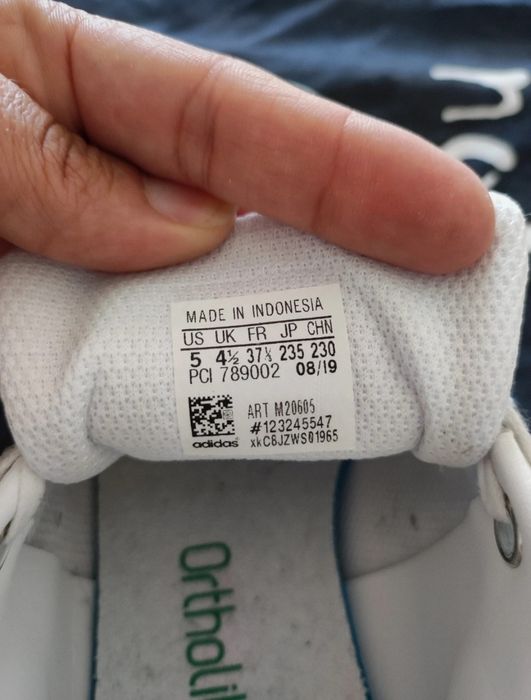 MADE IN INDONESIA
US UK FR JP CHN
5 4½ 37⅓ 235 230
PCI 789002 08/19
ART M20605
#123245547
xkC8JZWS01965
adidas
Ortholi